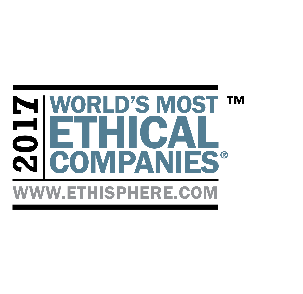 2017
WORLD'S MOST ™
ETHICAL
COMPANIES®
WWW.ETHISPHERE.COM